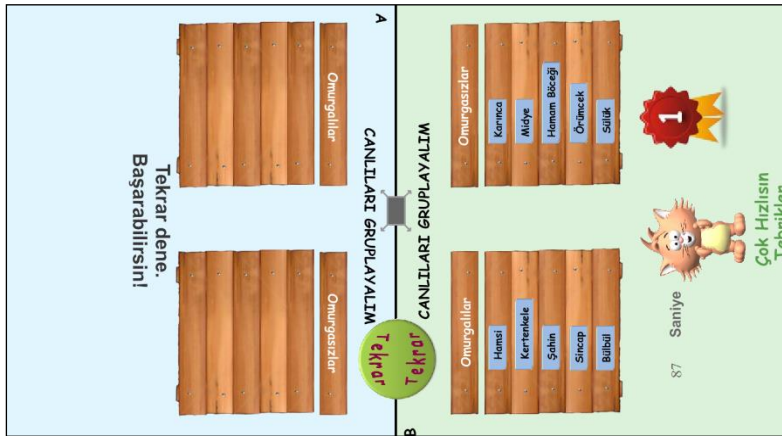 A
CANLILARI GRUPLAYALIM
Omurgalılar
Omurgasızlar
Tekrar dene.
Başarabilirsin!
B
CANLILARI GRUPLAYALIM
Omurgasızlar
Karınca
Midye
Hamam Böceği
Örümcek
Sülük
Omurgalılar
Hamsi
Kertenkele
Şahin
Sincap
Bülbül
1
Çok Hızlısın
Tebrikler
87 Saniye
Tekrar
Tekrar